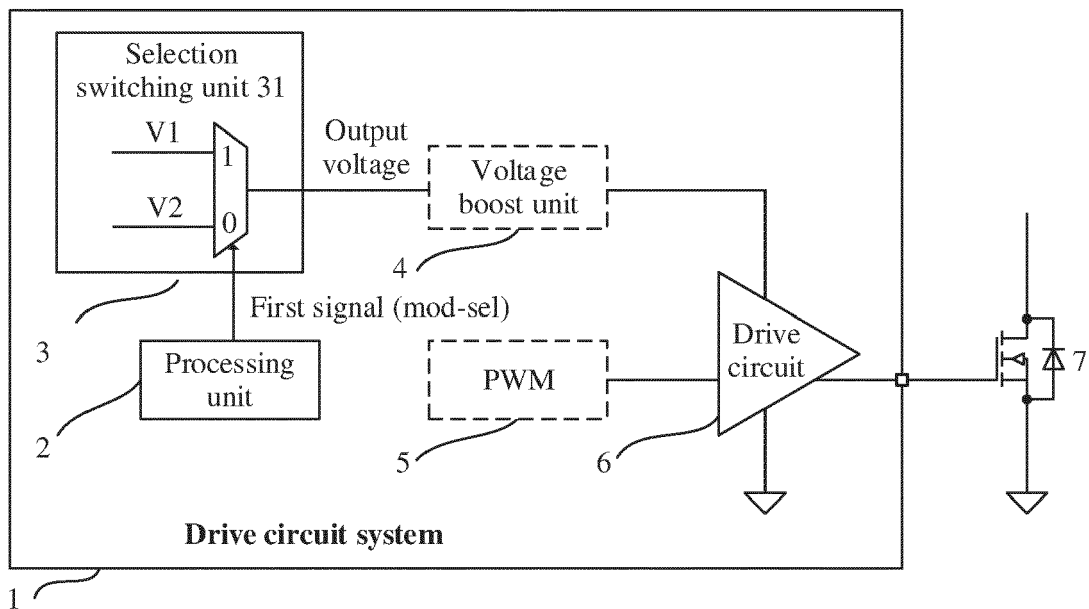 Selection
switching unit 31
V1
1
V2
0
Output
voltage
Voltage
boost unit
4
3
First signal (mod-sel)
Processing
unit
2
PWM
5
Drive
circuit
6
7
Drive circuit system
1